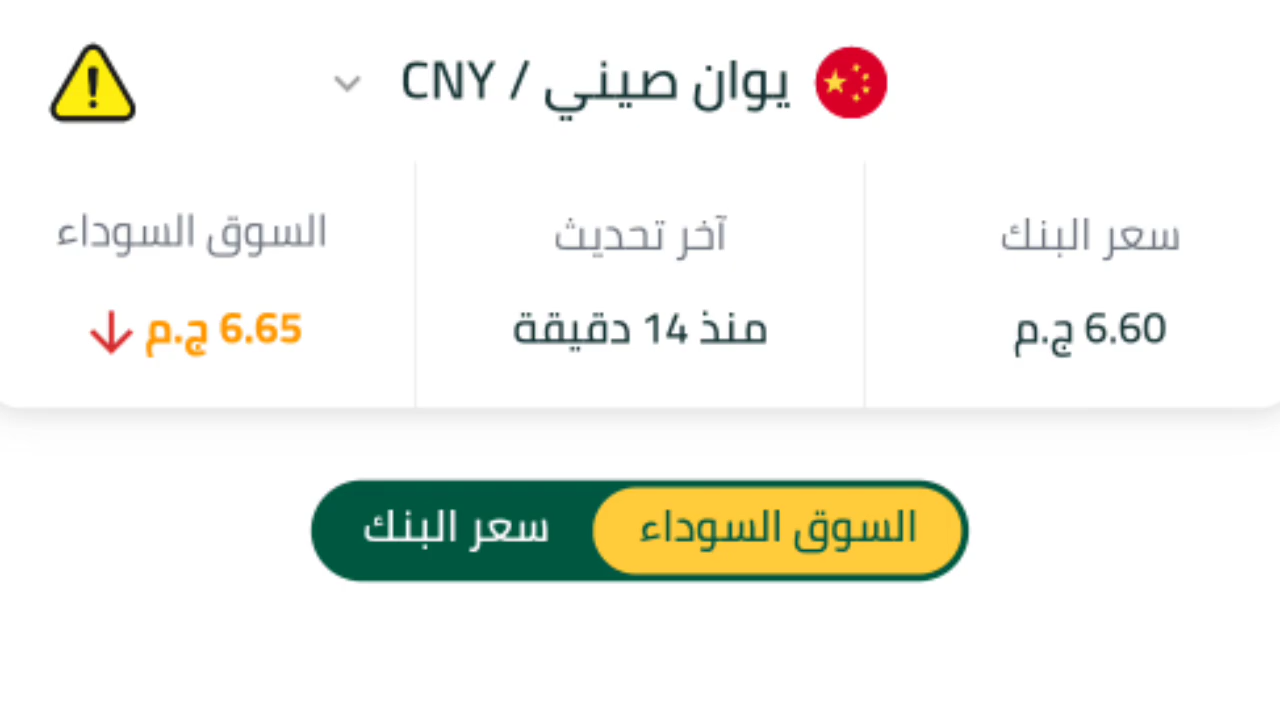 يوان صيني / CNY
سعر البنك
آخر تحديث
السوق السوداء
6.60 ج.م
منذ 14 دقيقة
6.65 ج.م
السوق السوداء
سعر البنك